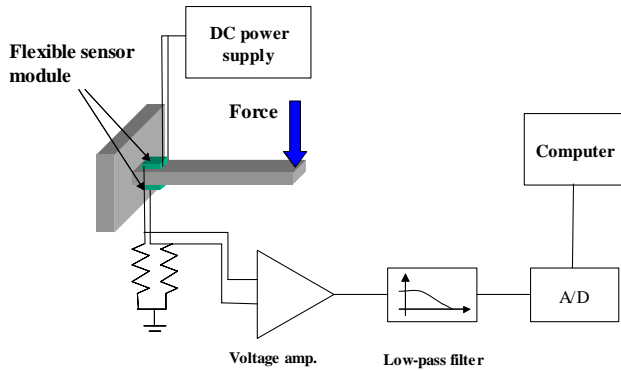 DC power
supply
Flexible sensor
module
Force
Computer
A/D
Voltage amp.
Low-pass filter